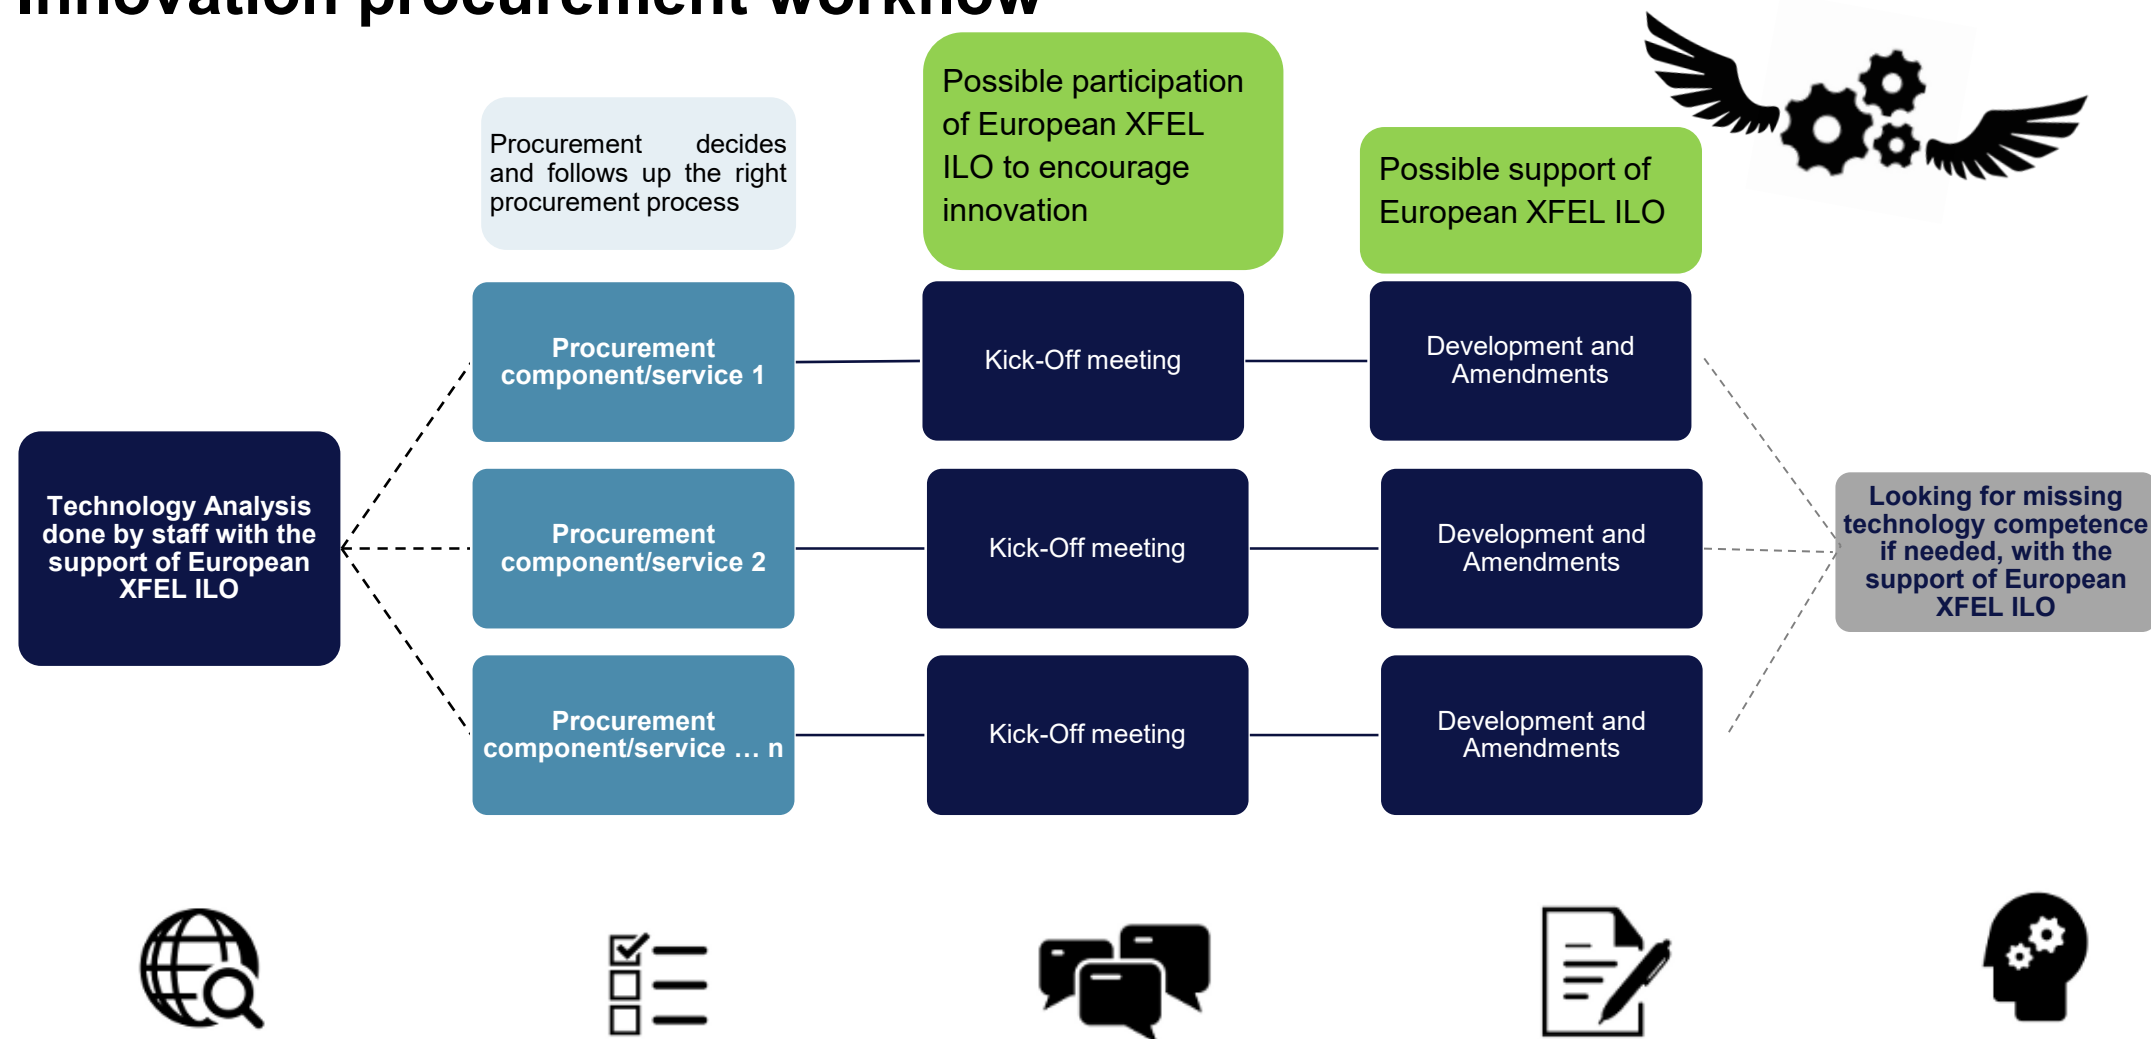 Innovation procurement workflow
Procurement decides
and follows up the right
procurement process
Possible participation
of European XFEL
ILO to encourage
innovation
Possible support of
European XFEL ILO
Procurement
component/service 1
Kick-Off meeting
Development and
Amendments
Technology Analysis
done by staff with the
support of European
XFEL ILO
Procurement
component/service 2
Kick-Off meeting
Development and
Amendments
Looking for missing
technology competence
if needed, with the
support of European
XFEL ILO
Procurement
component/service … n
Kick-Off meeting
Development and
Amendments